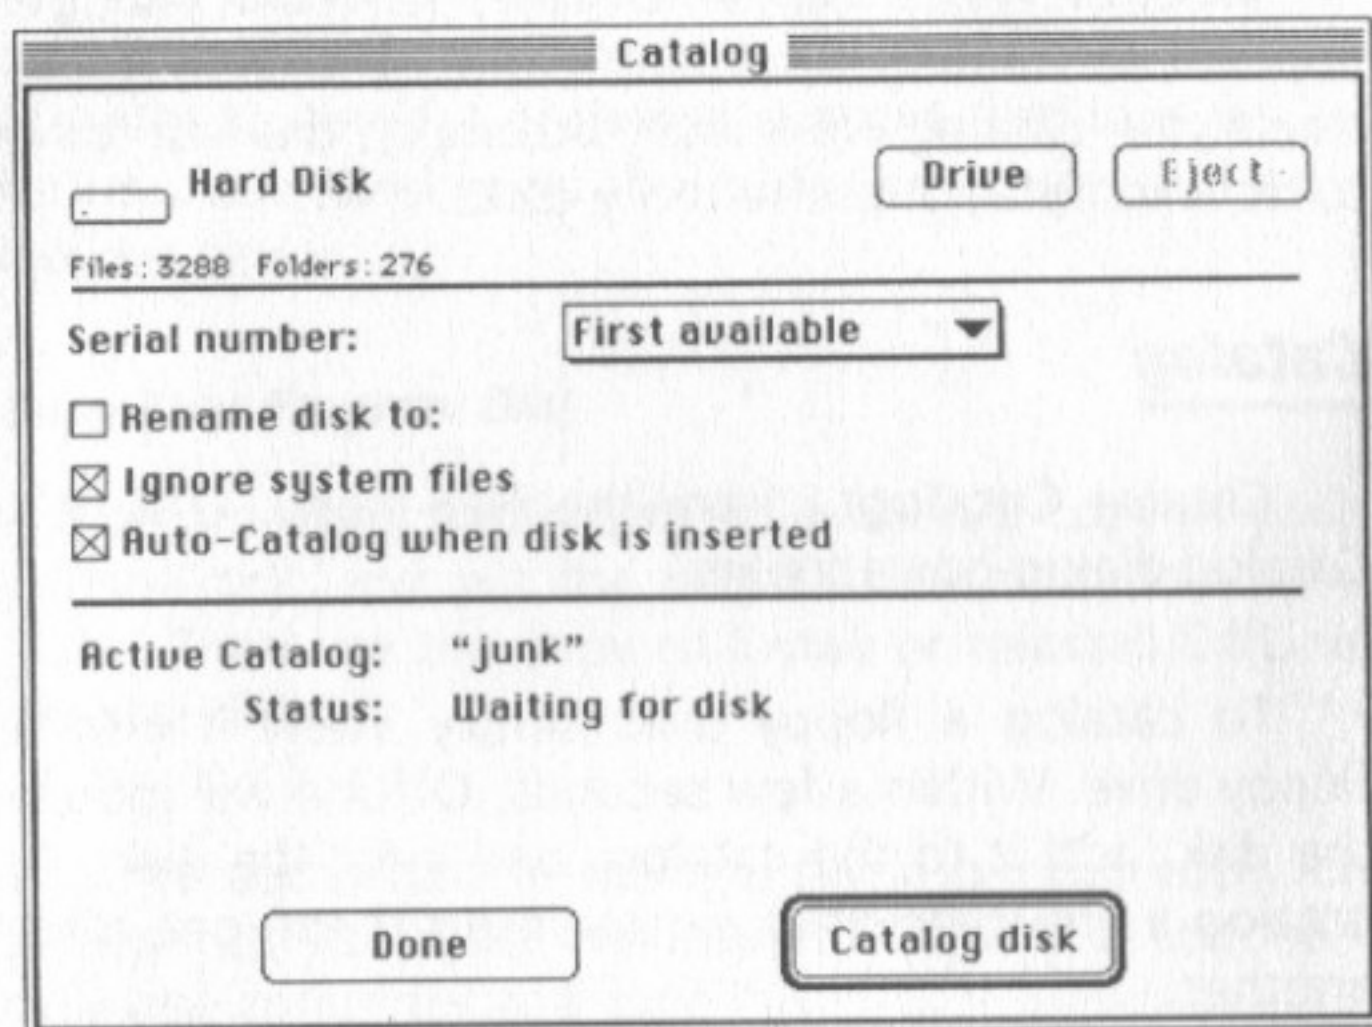 Catalog
Hard Disk
Drive
Eject
Files: 3288 Folders: 276
Serial number:
First available
Rename disk to:
Ignore system files
Auto-Catalog when disk is inserted
Active Catalog: “junk”
Status: Waiting for disk
Done
Catalog disk